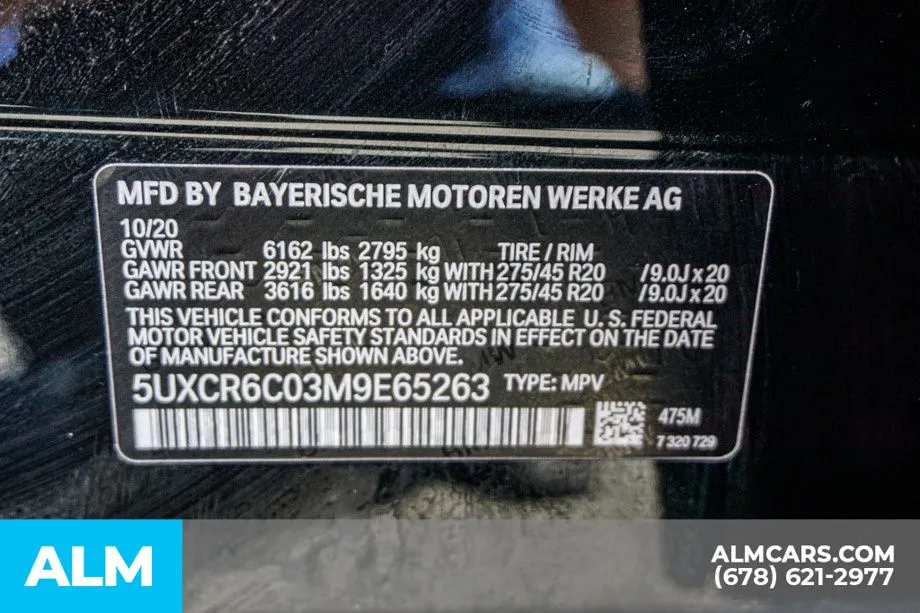 MFD BY BAYERISCHE MOTOREN WERKE AG
10/20
GVWR 6162 lbs 2795 kg TIRE / RIM
GAWR FRONT 2921 lbs 1325 kg WITH 275/45 R20 /9.0J x 20
GAWR REAR 3616 lbs 1640 kg WITH 275/45 R20 /9.0J x 20
THIS VEHICLE CONFORMS TO ALL APPLICABLE U. S. FEDERAL
MOTOR VEHICLE SAFETY STANDARDS IN EFFECT ON THE DATE
OF MANUFACTURE SHOWN ABOVE.
5UXCR6C03M9E65263 TYPE: MPV
475M
7 320 729
ALM
ALMCARS.COM
(678) 621-2977